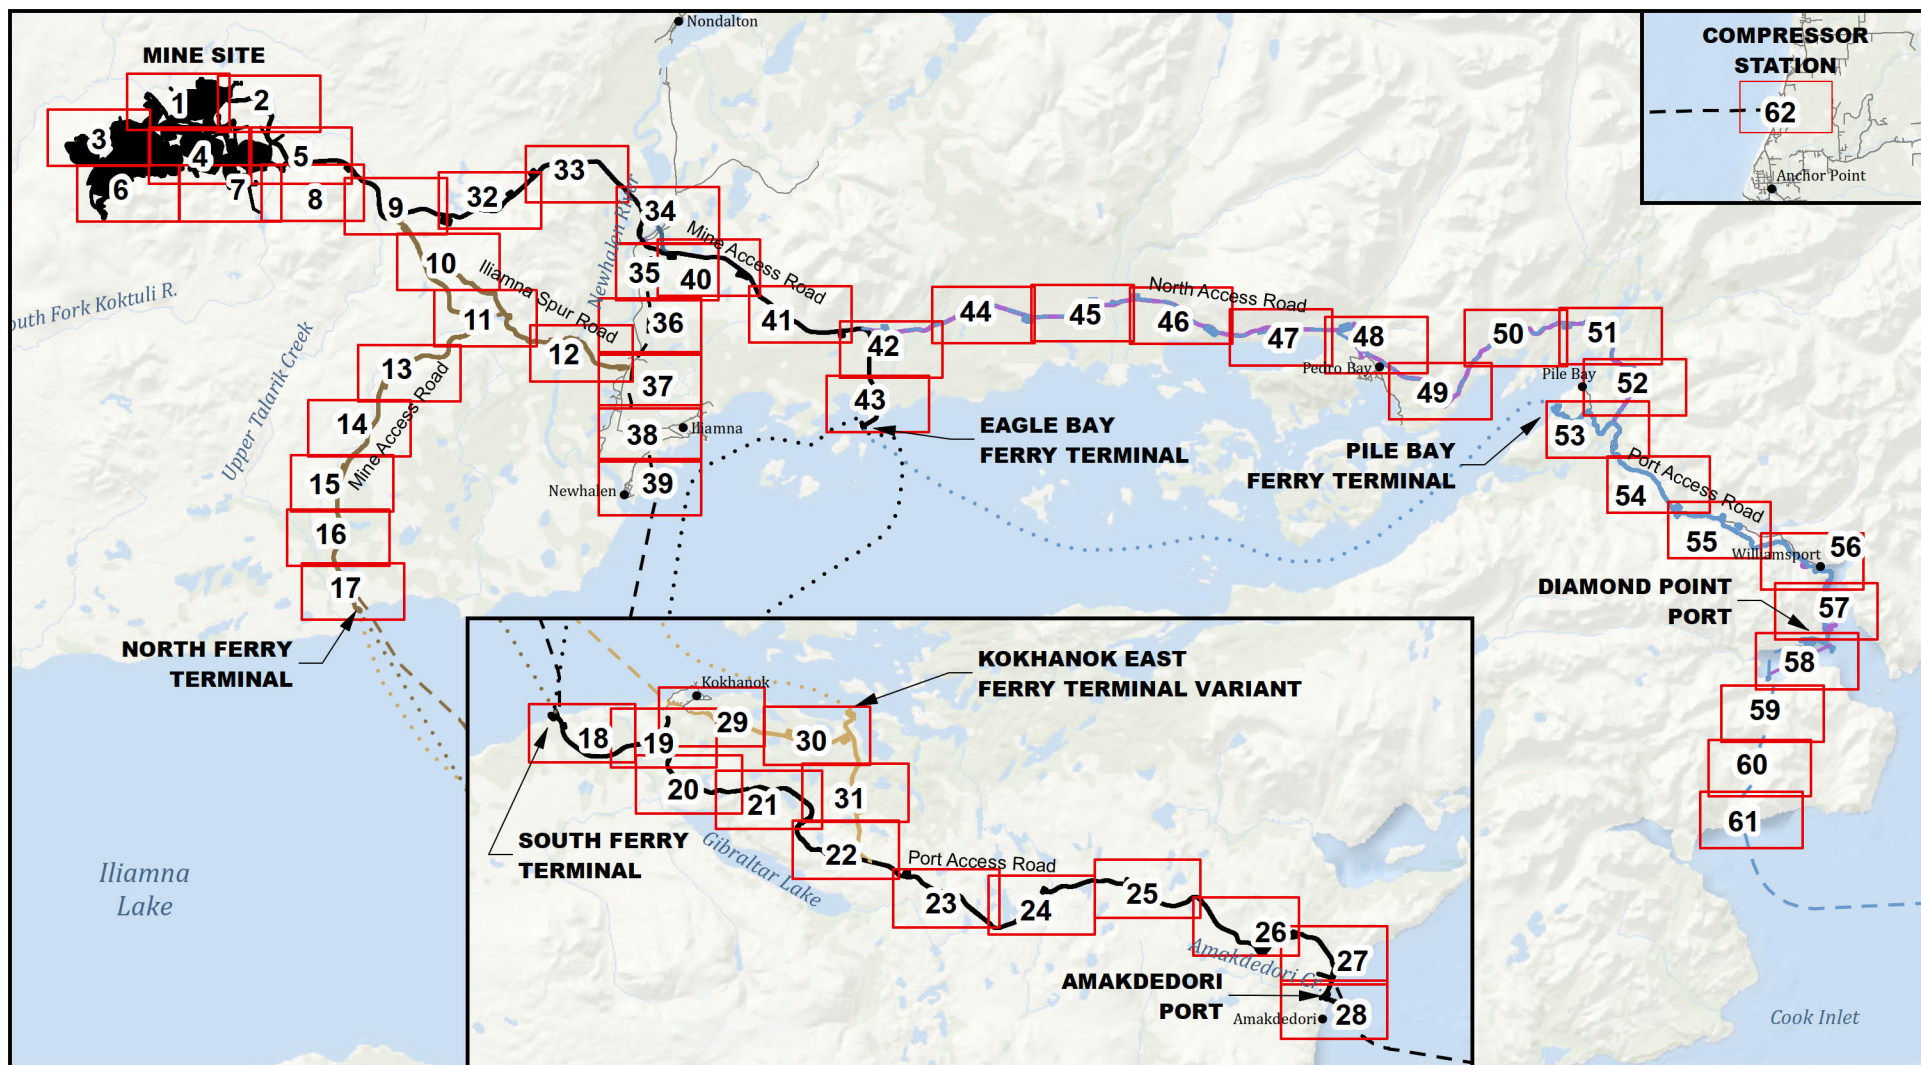 Nondalton
MINE SITE
COMPRESSOR
STATION
62
Anchor Point
1
2
3
4
5
6
7
8
9
32
33
34
Newhalen River
Mine Access Road
35
40
10
Iliamna Spur Road
11
12
36
41
37
42
44
45
North Access Road
46
47
48
Pedro Bay
49
50
51
Pile Bay
52
South Fork Koktuli R.
Upper Talarik Creek
13
14
Mine Access Road
15
16
17
38
Iliamna
39
Newhalen
43
EAGLE BAY
FERRY TERMINAL
PILE BAY
FERRY TERMINAL
53
Port Access Road
54
55
Williamsport
56
DIAMOND POINT
PORT
57
58
59
60
61
NORTH FERRY
TERMINAL
Iliamna
Lake
KOKHANOK EAST
FERRY TERMINAL VARIANT
Kokhanok
18
19
29
30
20
21
31
SOUTH FERRY
TERMINAL
Gibraltar Lake
22
Port Access Road
23
24
25
26
27
Amakdedori Cr.
AMAKDEDORI
PORT
Amakdedori
28
Cook Inlet